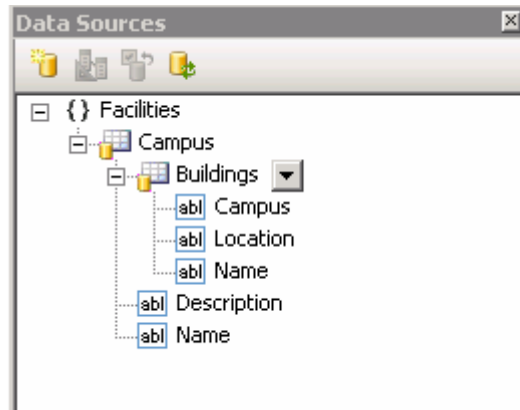 Data Sources
{} Facilities
Campus
Buildings
abl Campus
abl Location
abl Name
abl Description
abl Name